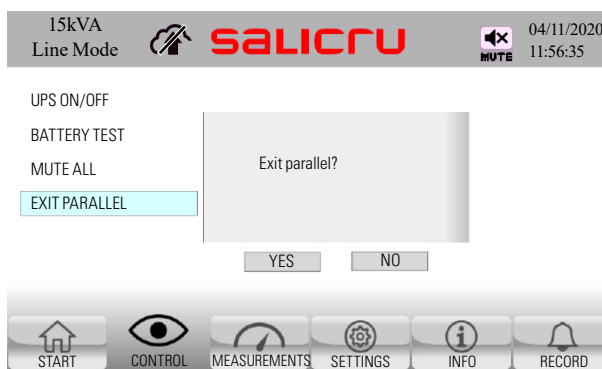 15kVA
Line Mode
salicru
MUTE
04/11/2020
11:56:35
UPS ON/OFF
BATTERY TEST
MUTE ALL
EXIT PARALLEL
Exit parallel?
YES NO
START CONTROL MEASUREMENTS SETTINGS INFO RECORD